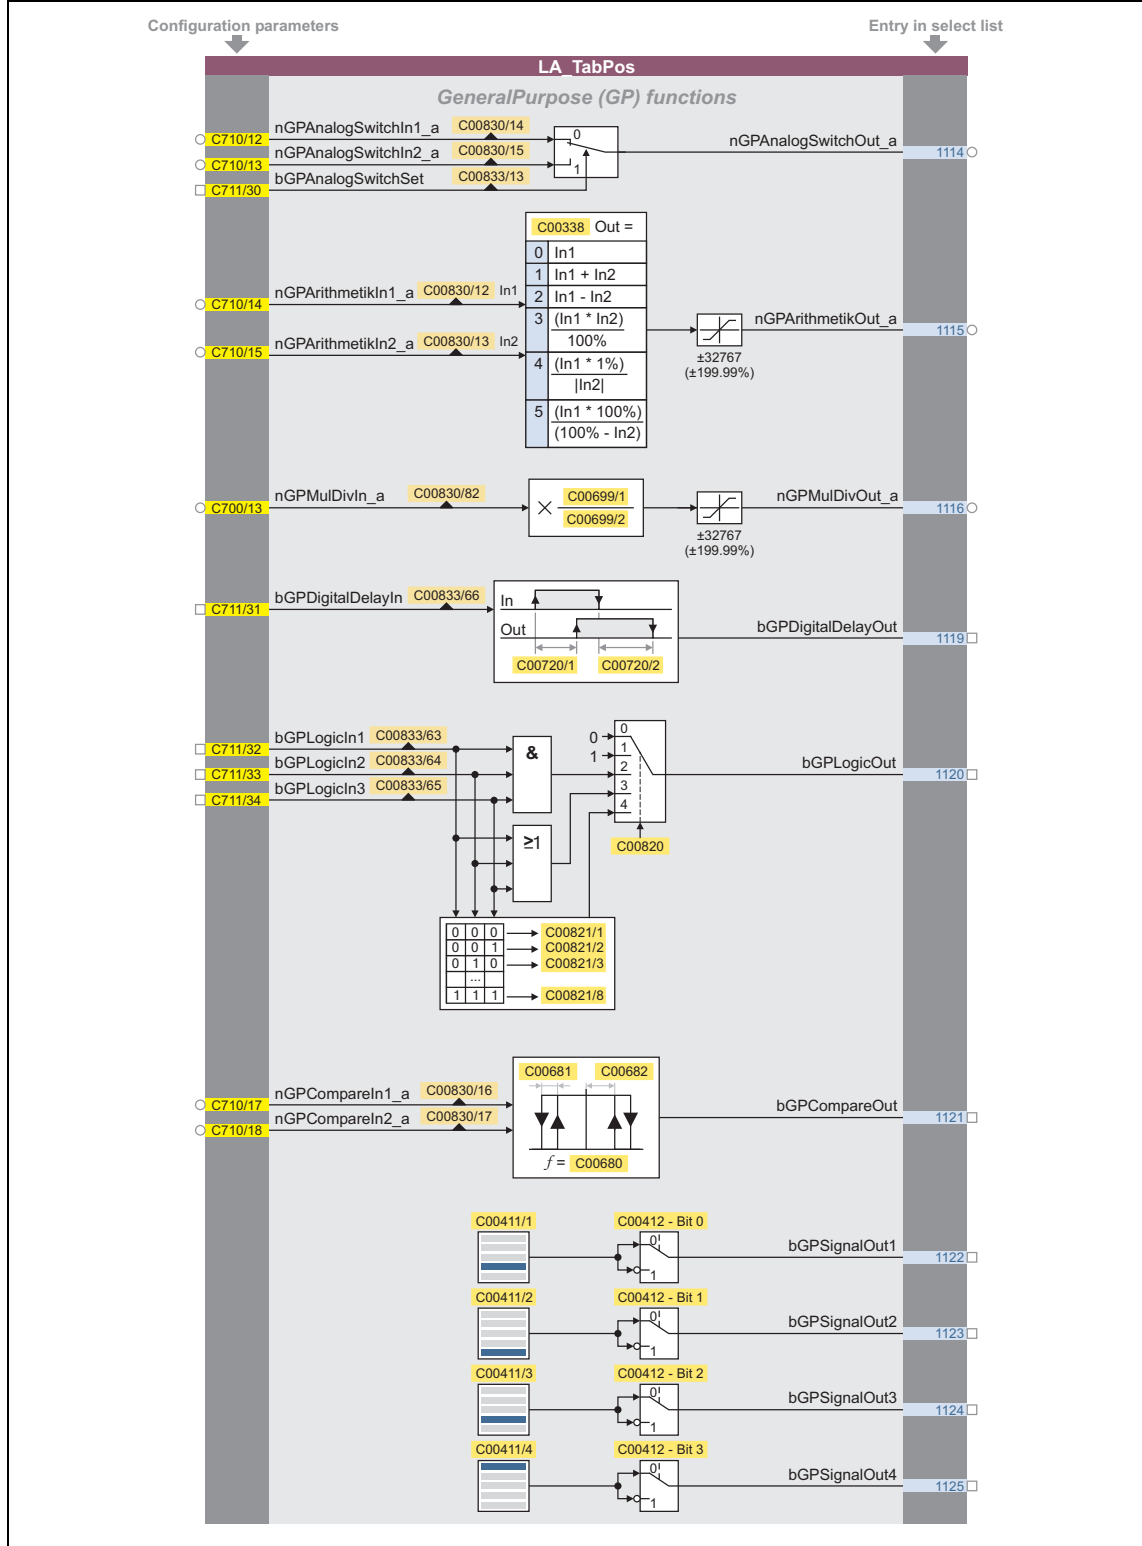 Configuration parameters
Entry in select list
LA_TabPos
GeneralPurpose (GP) functions
nGPAnalogSwitchIn1_a C00830/14
C710/12
nGPAnalogSwitchIn2_a C00830/15
C710/13
bGPAnalogSwitchSet C00833/13
C711/30
0
1
nGPAnalogSwitchOut_a
1114
C00338 Out =
0 In1
1 In1 + In2
2 In1 - In2
3 (In1 * In2)
100%
4 (In1 * 1%)
|In2|
5 (In1 * 100%)
(100% - In2)
nGPArithmetikIn1_a C00830/12 In1
C710/14
nGPArithmetikIn2_a C00830/13 In2
C710/15
±32767
(±199.99%)
nGPArithmetikOut_a
1115
nGPMulDivIn_a C00830/82
C700/13
× C00699/1
C00699/2
±32767
(±199.99%)
nGPMulDivOut_a
1116
bGPDigitalDelayIn C00833/66
C711/31
In
Out
C00720/1 C00720/2
bGPDigitalDelayOut
1119
bGPLogicIn1 C00833/63
C711/32
bGPLogicIn2 C00833/64
C711/33
bGPLogicIn3 C00833/65
C711/34
&
≥1
0 0
1 1
2
3
4
C00820
bGPLogicOut
1120
0 0 0 C00821/1
0 0 1 C00821/2
0 1 0 C00821/3
...
1 1 1 C00821/8
nGPCompareIn1_a C00830/16
C710/17
nGPCompareIn2_a C00830/17
C710/18
C00681 C00682
f = C00680
bGPCompareOut
1121
C00411/1 C00412 - Bit 0
0
1
bGPSignalOut1
1122
C00411/2 C00412 - Bit 1
0
1
bGPSignalOut2
1123
C00411/3 C00412 - Bit 2
0
1
bGPSignalOut3
1124
C00411/4 C00412 - Bit 3
0
1
bGPSignalOut4
1125